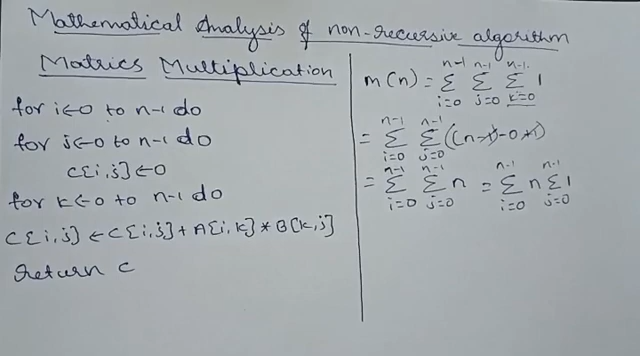 Mathematical Analysis of non-recursive algorithm
Matrics Multiplication
for i←0 to n-1 do
for j←0 to n-1 do
C[i,j]←0
for k←0 to n-1 do
C[i,j]←C[i,j]+A[i,k]*B[k,j]
return C
m(n) = n-1 Σ i=0 n-1 Σ j=0 n-1 Σ k=0 1
= n-1 Σ i=0 n-1 Σ j=0 ((n-1)-0+1)
= n-1 Σ i=0 n-1 Σ j=0 n = n-1 Σ i=0 n n-1 Σ j=0 1